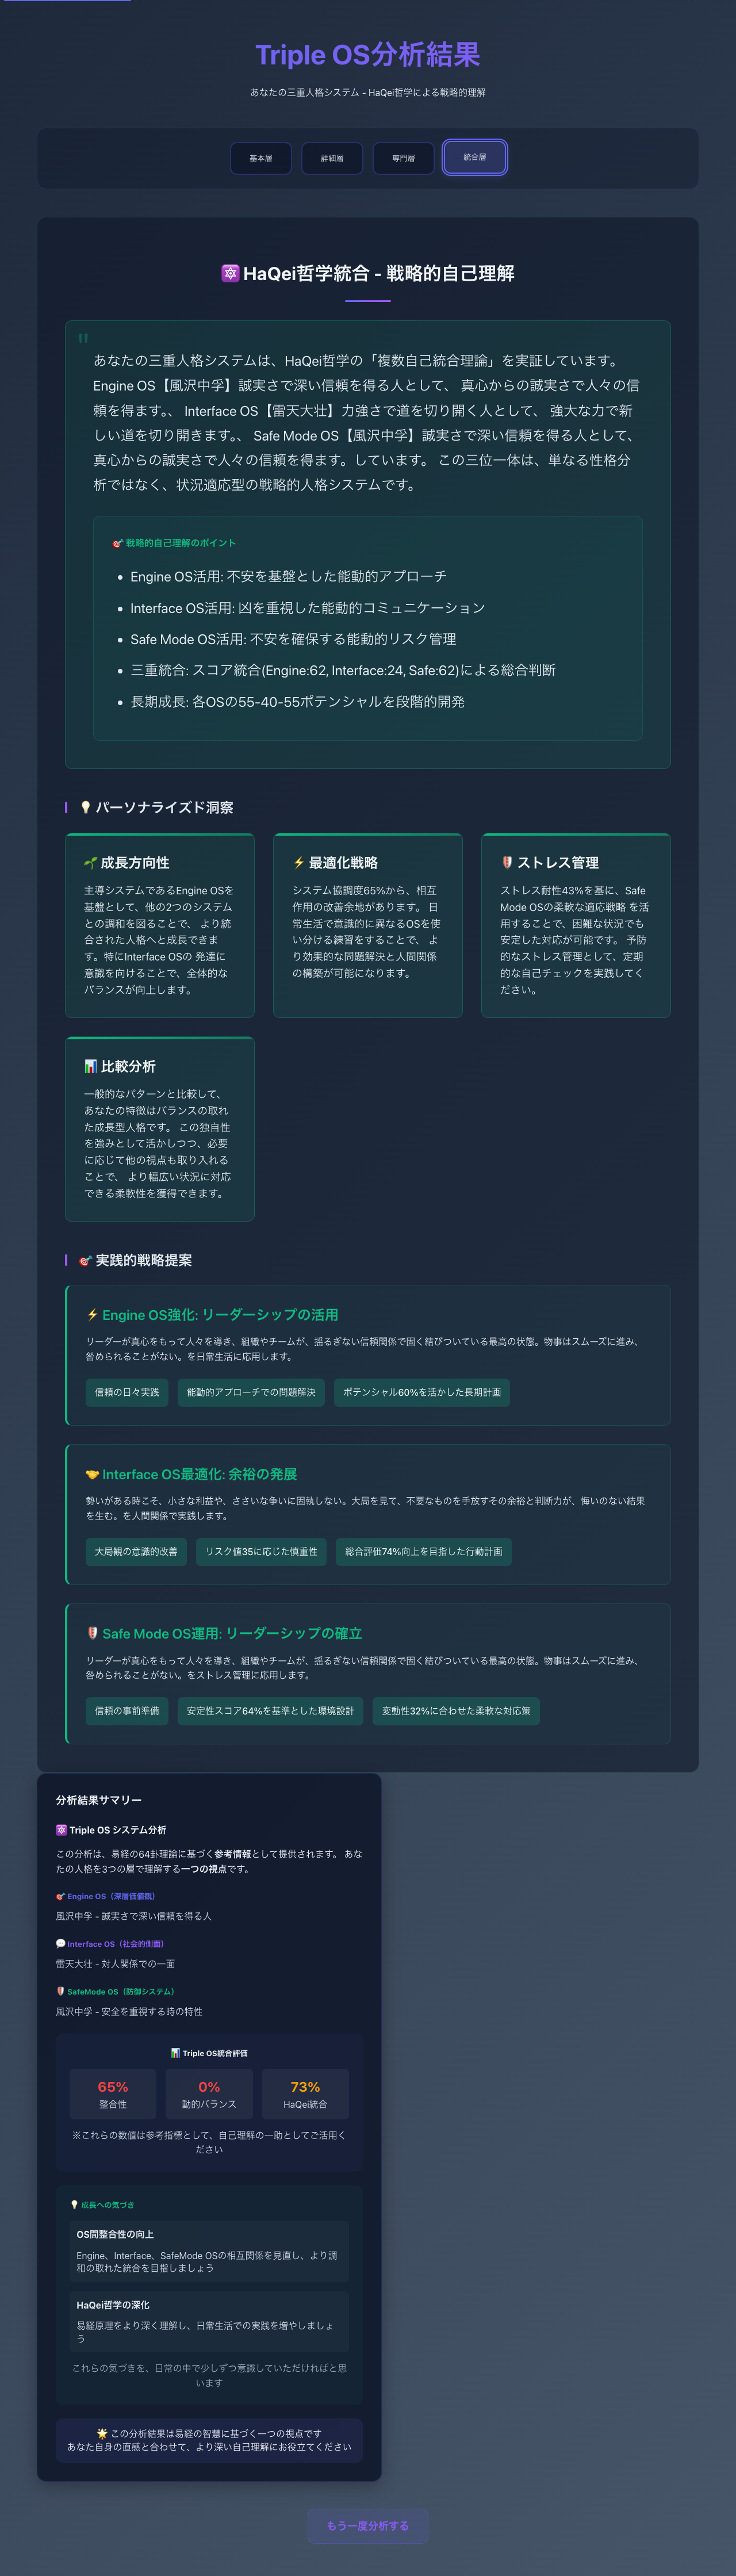 Triple OS分析結果
あなたの三重人格システム - HaQei哲学による戦略的理解
基本層
詳細層
専門層
統合層
🔯 HaQei哲学統合 - 戦略的自己理解
"
あなたの三重人格システムは、HaQei哲学の「複数自己統合理論」を実証しています。
Engine OS【風沢中孚】誠実さで深い信頼を得る人として、 真心からの誠実さで人々の信
頼を得ます。、 Interface OS【雷天大壮】力強さで道を切り開く人として、 強大な力で新
しい道を切り開きます。、 Safe Mode OS【風沢中孚】誠実さで深い信頼を得る人として、
真心からの誠実さで人々の信頼を得ます。しています。 この三位一体は、単なる性格分
析ではなく、状況適応型の戦略的人格システムです。
🎯 戦略的自己理解のポイント
• Engine OS活用: 不安を基盤とした能動的アプローチ
• Interface OS活用: 凶を重視した能動的コミュニケーション
• Safe Mode OS活用: 不安を確保する能動的リスク管理
• 三重統合: スコア統合(Engine:62, Interface:24, Safe:62)による総合判断
• 長期成長: 各OSの55-40-55ポテンシャルを段階的開発
💡 パーソナライズド洞察
🌱 成長方向性
主導システムであるEngine OSを
基盤として、他の2つのシステム
との調和を図ることで、 より統
合された人格へと成長できま
す。特にInterface OSの 発達に
意識を向けることで、全体的な
バランスが向上します。
⚡ 最適化戦略
システム協調度65%から、相互
作用の改善余地があります。 日
常生活で意識的に異なるOSを使
い分ける練習をすることで、 よ
り効果的な問題解決と人間関係
の構築が可能になります。
🛡️ ストレス管理
ストレス耐性43%を基に、Safe
Mode OSの柔軟な適応戦略 を活
用することで、困難な状況でも
安定した対応が可能です。 予防
的なストレス管理として、定期
的な自己チェックを実践してく
ださい。
📊 比較分析
一般的なパターンと比較して、
あなたの特徴はバランスの取れ
た成長型人格です。 この独自性
を強みとして活かしつつ、必要
に応じて他の視点も取り入れる
ことで、 より幅広い状況に対応
できる柔軟性を獲得できます。
🎯 実践的戦略提案
⚡ Engine OS強化: リーダーシップの活用
リーダーが真心をもって人々を導き、組織やチームが、揺るぎない信頼関係で固く結びついている最高の状態。物事はスムーズに進み、
咎められることがない。を日常生活に応用します。
信頼の日々実践
能動的アプローチでの問題解決
ポテンシャル60%を活かした長期計画
🤝 Interface OS最適化: 余裕の発展
勢いがある時こそ、小さな利益や、ささいな争いに固執しない。大局を見て、不要なものを手放すその余裕と判断力が、悔いのない結果
を生む。を人間関係で実践します。
大局観の意識的改善
リスク値35に応じた慎重性
総合評価74%向上を目指した行動計画
🛡️ Safe Mode OS運用: リーダーシップの確立
リーダーが真心をもって人々を導き、組織やチームが、揺るぎない信頼関係で固く結びついている最高の状態。物事はスムーズに進み、
咎められることがない。をストレス管理に応用します。
信頼の事前準備
安定性スコア64%を基準とした環境設計
変動性32%に合わせた柔軟な対応策
分析結果サマリー
🔯 Triple OS システム分析
この分析は、易経の64卦理論に基づく参考情報として提供されます。 あな
たの人格を3つの層で理解する一つの視点です。
🎯 Engine OS（深層価値観）
風沢中孚 - 誠実さで深い信頼を得る人
💬 Interface OS（社会的側面）
雷天大壮 - 対人関係での一面
🛡️ SafeMode OS（防御システム）
風沢中孚 - 安全を重視する時の特性
📊 Triple OS統合評価
65%
整合性
0%
動的バランス
73%
HaQei統合
※これらの数値は参考指標として、自己理解の一助としてご活用く
ださい
💡 成長への気づき
OS間整合性の向上
Engine、Interface、SafeMode OSの相互関係を見直し、より調
和の取れた統合を目指しましょう
HaQei哲学の深化
易経原理をより深く理解し、日常生活での実践を増やしましょ
う
これらの気づきを、日常の中で少しずつ意識していただければと思
います
🌟 この分析結果は易経の智慧に基づく一つの視点です
あなた自身の直感と合わせて、より深い自己理解にお役立てください
もう一度分析する